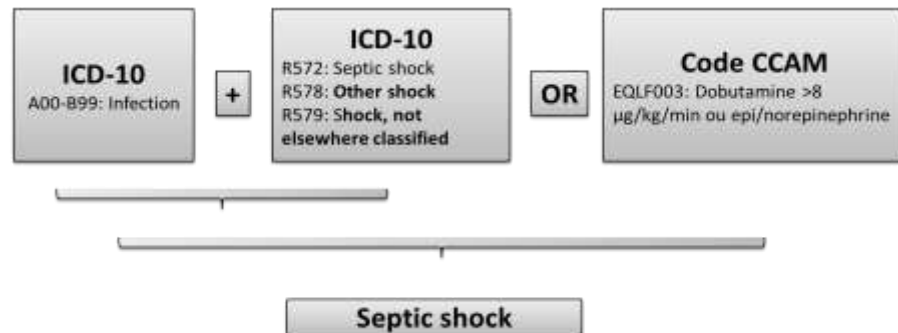 ICD-10
A00-B99: Infection
+
ICD-10
R572: Septic shock
R578: Other shock
R579: Shock, not
elsewhere classified
OR
Code CCAM
EQLF003: Dobutamine >8
µg/kg/min ou epi/norepinephrine
Septic shock